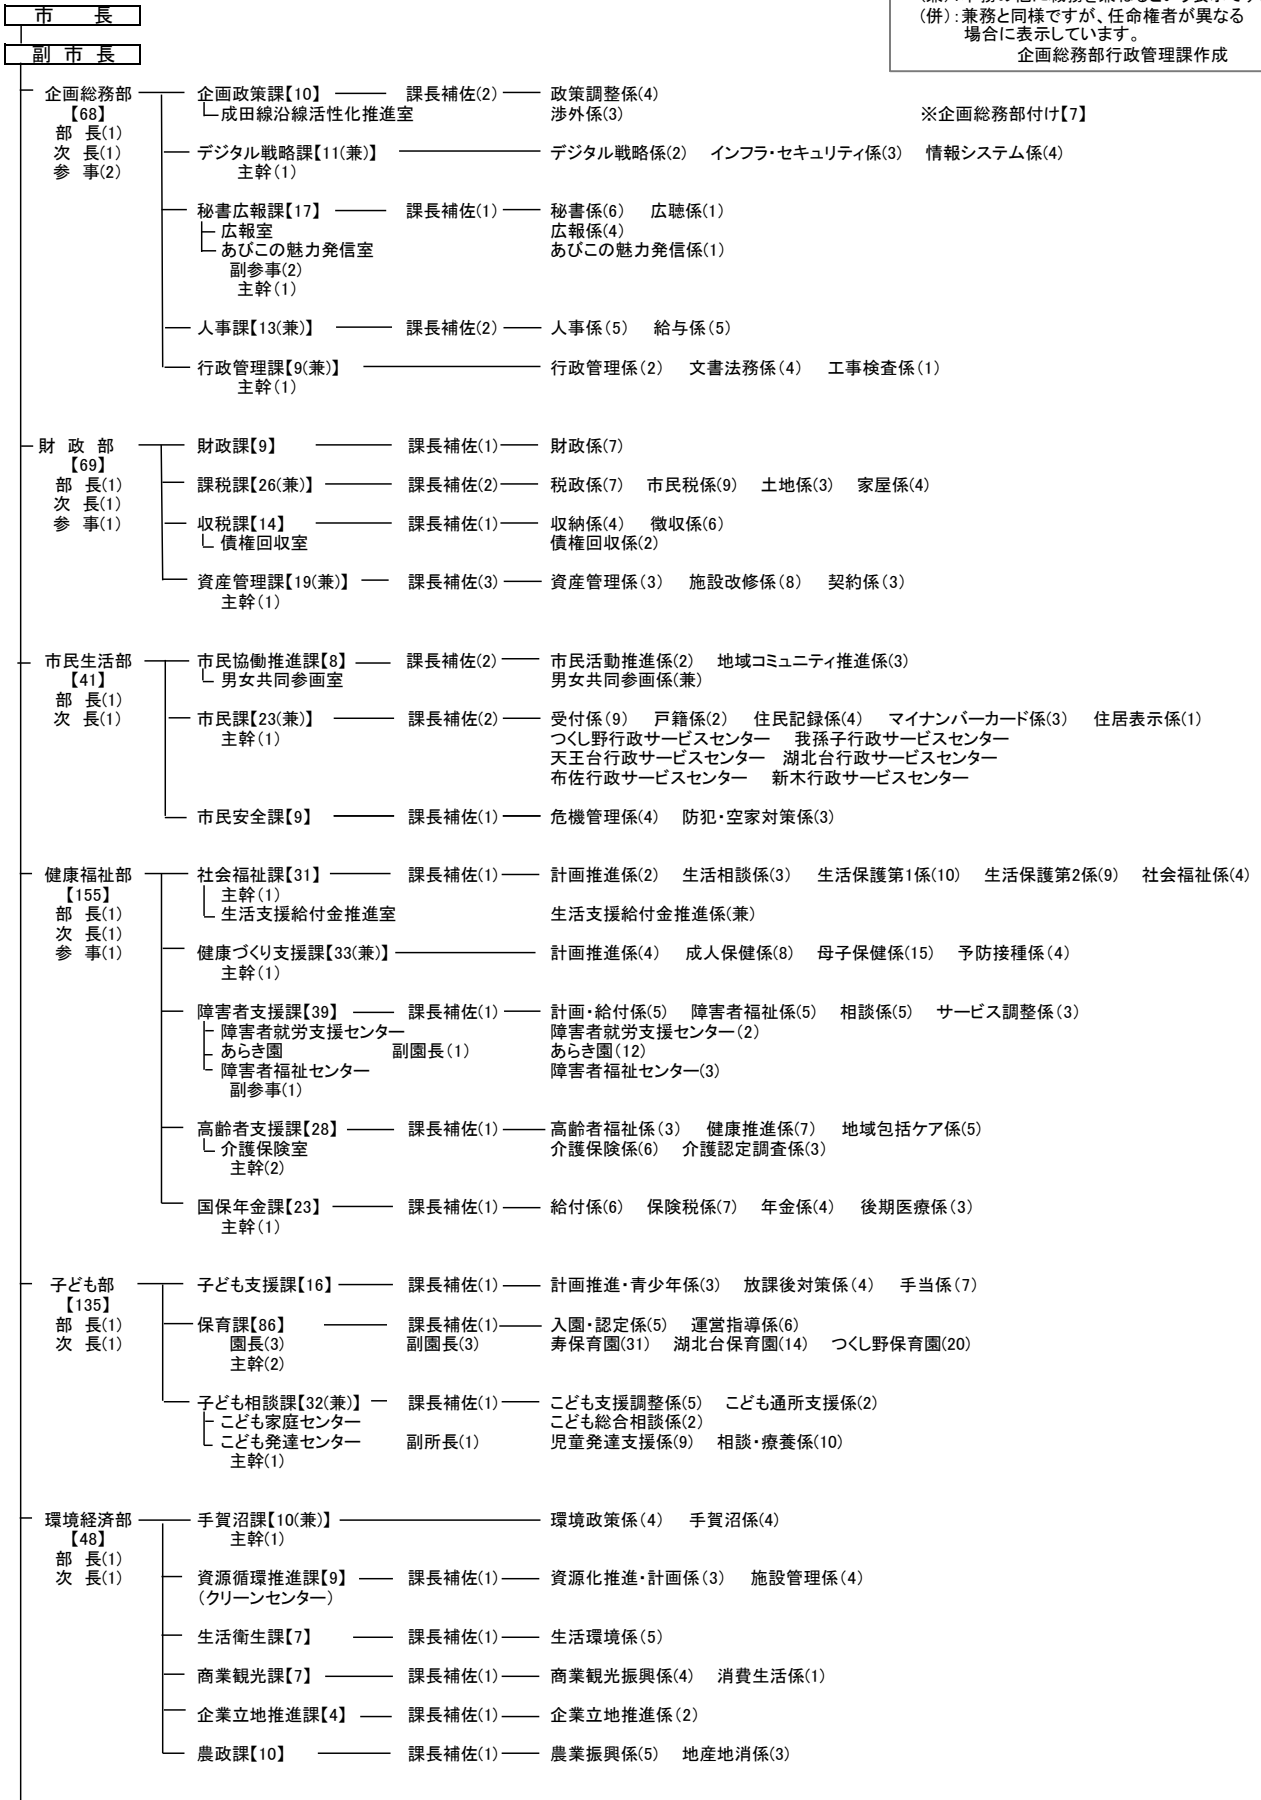 市　長
副 市 長
(併)：兼務と同様ですが、任命権者が異なる
場合に表示しています。
企画総務部行政管理課作成
企画総務部 企画政策課【10】 課長補佐(2) 政策調整係(4)
【68】 成田線沿線活性化推進室 渉外係(3) ※企画総務部付け【7】
部 長(1)
次 長(1) デジタル戦略課【11(兼)】 デジタル戦略係(2) インフラ・セキュリティ係(3) 情報システム係(4)
参 事(2) 主幹(1)
秘書広報課【17】 課長補佐(1) 秘書係(6) 広聴係(1)
広報室 広報係(4)
あびこの魅力発信室 あびこの魅力発信係(1)
副参事(2)
主幹(1)
人事課【13(兼)】 課長補佐(2) 人事係(5) 給与係(5)
行政管理課【9(兼)】 行政管理係(2) 文書法務係(4) 工事検査係(1)
主幹(1)
財 政 部 財政課【9】 課長補佐(1) 財政係(7)
【69】
部 長(1) 課税課【26(兼)】 課長補佐(2) 税政係(7) 市民税係(9) 土地係(3) 家屋係(4)
次 長(1)
参 事(1) 収税課【14】 課長補佐(1) 収納係(4) 徴収係(6)
債権回収室 債権回収係(2)
資産管理課【19(兼)】 課長補佐(3) 資産管理係(3) 施設改修係(8) 契約係(3)
主幹(1)
市民生活部 市民協働推進課【8】 課長補佐(2) 市民活動推進係(2) 地域コミュニティ推進係(3)
【41】 男女共同参画室 男女共同参画係(兼)
部 長(1)
次 長(1) 市民課【23(兼)】 課長補佐(2) 受付係(9) 戸籍係(2) 住民記録係(4) マイナンバーカード係(3) 住居表示係(1)
主幹(1) つくし野行政サービスセンター 我孫子行政サービスセンター
天王台行政サービスセンター 湖北台行政サービスセンター
布佐行政サービスセンター 新木行政サービスセンター
市民安全課【9】 課長補佐(1) 危機管理係(4) 防犯・空家対策係(3)
健康福祉部 社会福祉課【31】 課長補佐(1) 計画推進係(2) 生活相談係(3) 生活保護第1係(10) 生活保護第2係(9) 社会福祉係(4)
【155】 主幹(1)
部 長(1) 生活支援給付金推進室 生活支援給付金推進係(兼)
次 長(1)
参 事(1) 健康づくり支援課【33(兼)】 計画推進係(4) 成人保健係(8) 母子保健係(15) 予防接種係(4)
主幹(1)
障害者支援課【39】 課長補佐(1) 計画・給付係(5) 障害者福祉係(5) 相談係(5) サービス調整係(3)
障害者就労支援センター 障害者就労支援センター(2)
あらき園 副園長(1) あらき園(12)
障害者福祉センター 障害者福祉センター(3)
副参事(1)
高齢者支援課【28】 課長補佐(1) 高齢者福祉係(3) 健康推進係(7) 地域包括ケア係(5)
介護保険室 介護保険係(6) 介護認定調査係(3)
主幹(2)
国保年金課【23】 課長補佐(1) 給付係(6) 保険税係(7) 年金係(4) 後期医療係(3)
主幹(1)
子ども部 子ども支援課【16】 課長補佐(1) 計画推進・青少年係(3) 放課後対策係(4) 手当係(7)
【135】
部 長(1) 保育課【86】 課長補佐(1) 入園・認定係(5) 運営指導係(6)
次 長(1) 園長(3) 副園長(3) 寿保育園(31) 湖北台保育園(14) つくし野保育園(20)
主幹(2)
子ども相談課【32(兼)】 課長補佐(1) こども支援調整係(5) こども通所支援係(2)
こども家庭センター こども総合相談係(2)
こども発達センター 副所長(1) 児童発達支援係(9) 相談・療養係(10)
主幹(1)
環境経済部 手賀沼課【10(兼)】 環境政策係(4) 手賀沼係(4)
【48】 主幹(1)
部 長(1)
次 長(1) 資源循環推進課【9】 課長補佐(1) 資源化推進・計画係(3) 施設管理係(4)
(クリーンセンター)
生活衛生課【7】 課長補佐(1) 生活環境係(5)
商業観光課【7】 課長補佐(1) 商業観光振興係(4) 消費生活係(1)
企業立地推進課【4】 課長補佐(1) 企業立地推進係(2)
農政課【10】 課長補佐(1) 農業振興係(5) 地産地消係(3)